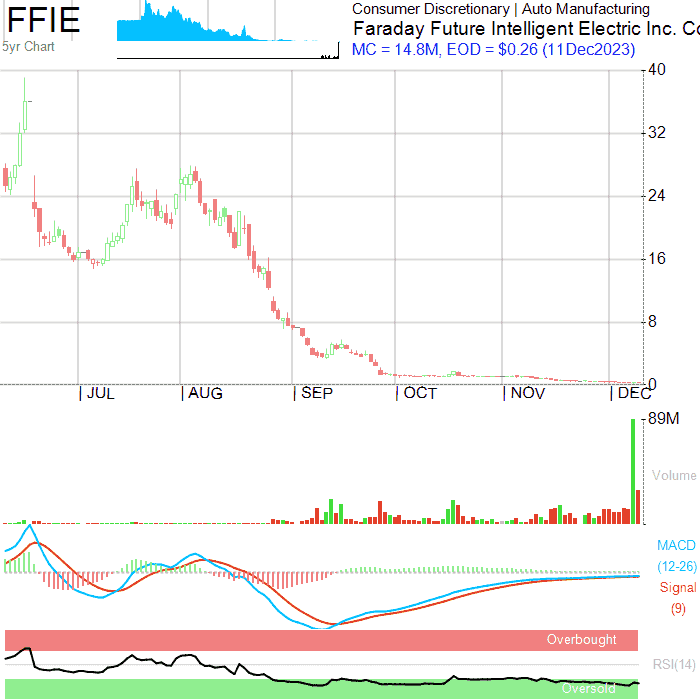 FFIE
5yr Chart
Consumer Discretionary | Auto Manufacturing
Faraday Future Intelligent Electric Inc. Co
MC = 14.8M, EOD = $0.26 (11Dec2023)
40
32
24
16
8
0
JUL
AUG
SEP
OCT
NOV
DEC
89M
Volume
MACD
(12-26)
Signal
(9)
Overbought
RSI(14)
Oversold